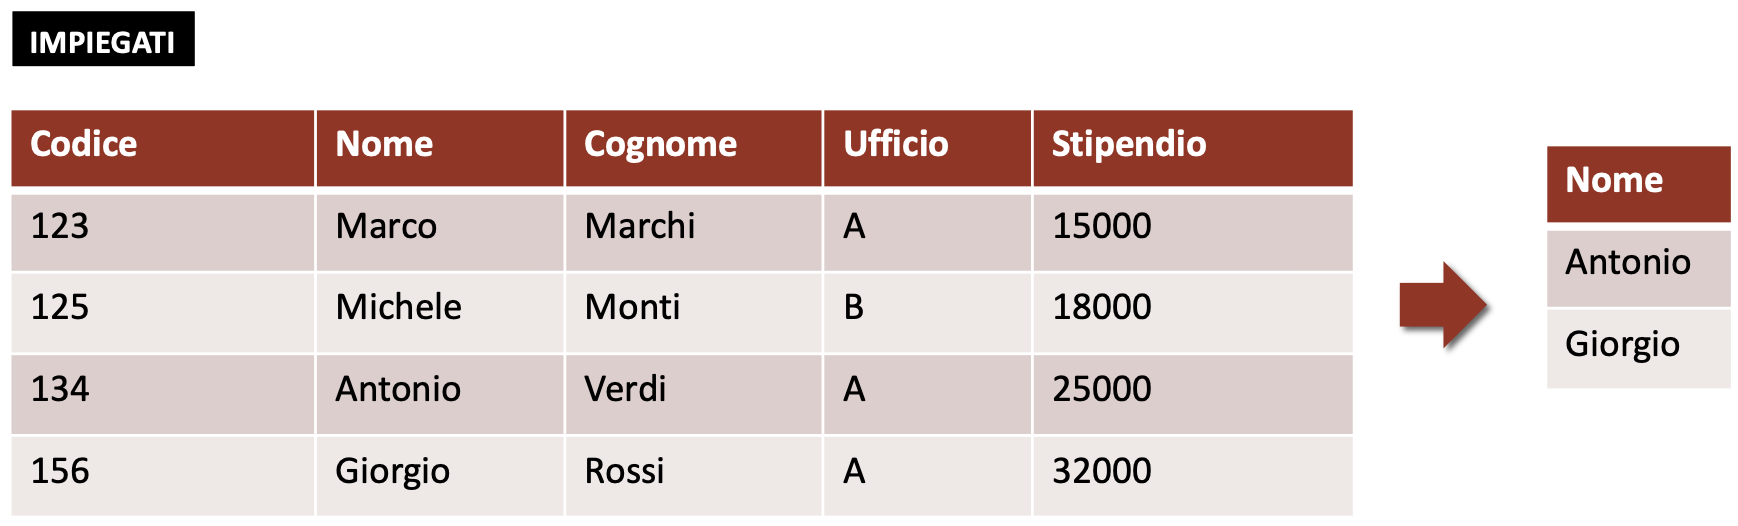 IMPIEGATI
Codice Nome Cognome Ufficio Stipendio
123 Marco Marchi A 15000
125 Michele Monti B 18000
134 Antonio Verdi A 25000
156 Giorgio Rossi A 32000
Nome
Antonio
Giorgio